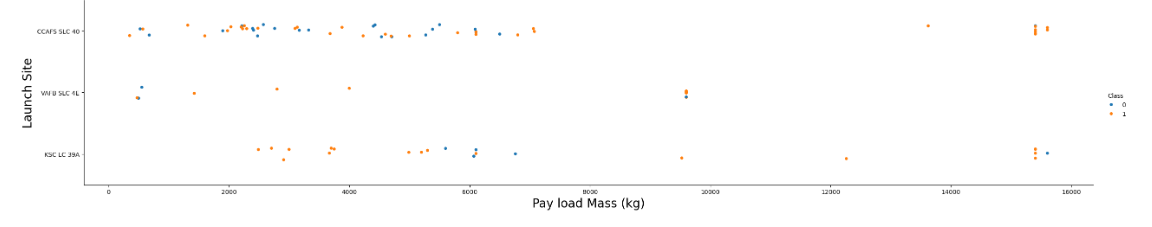 Launch Site
CCAFS SLC 40
VAFB SLC 4E
KSC LC 39A
0 2000 4000 6000 8000 10000 12000 14000 16000
Pay load Mass (kg)
Class
0
1